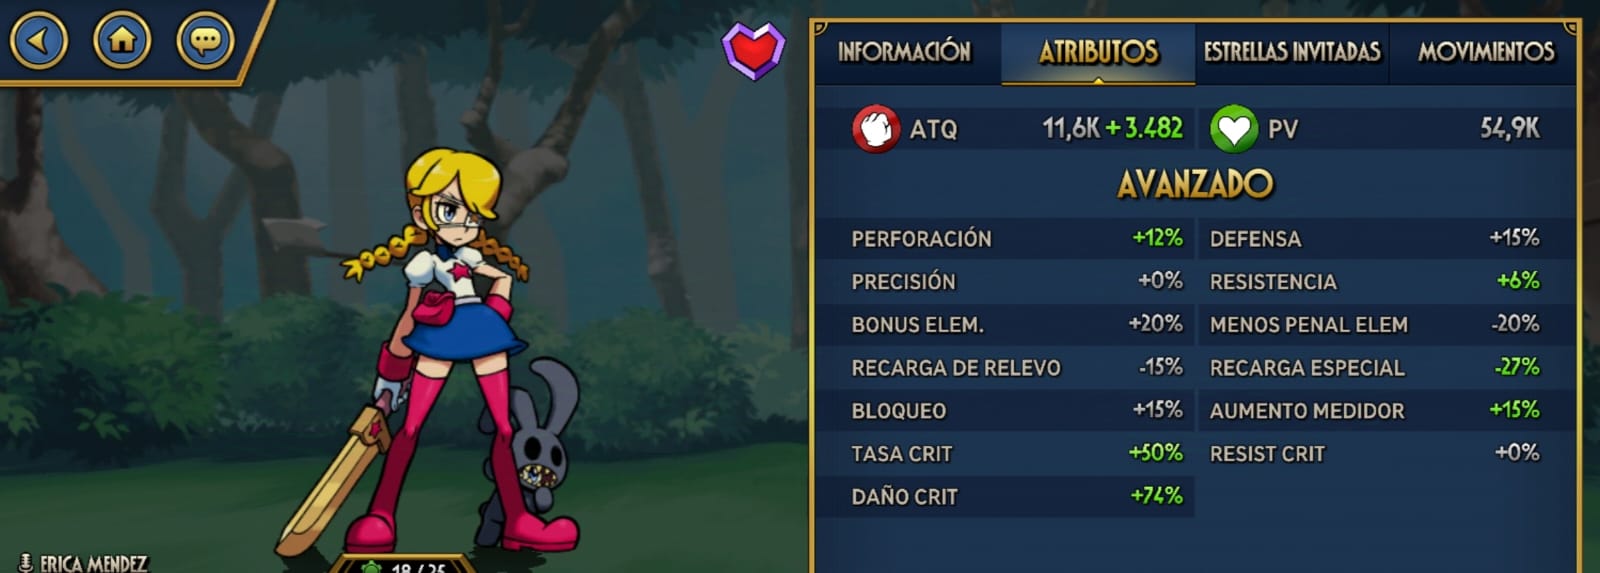 INFORMACIÓN ATRIBUTOS ESTRELLAS INVITADAS MOVIMIENTOS
ATQ 11,6K +3.482 PV 54,9K
AVANZADO
PERFORACIÓN +12% DEFENSA +15%
PRECISIÓN +0% RESISTENCIA +6%
BONUS ELEM. +20% MENOS PENAL ELEM -20%
RECARGA DE RELEVO -15% RECARGA ESPECIAL -27%
BLOQUEO +15% AUMENTO MEDIDOR +15%
TASA CRIT +50% RESIST CRIT +0%
DAÑO CRIT +74%
ERICA MENDEZ
18/25